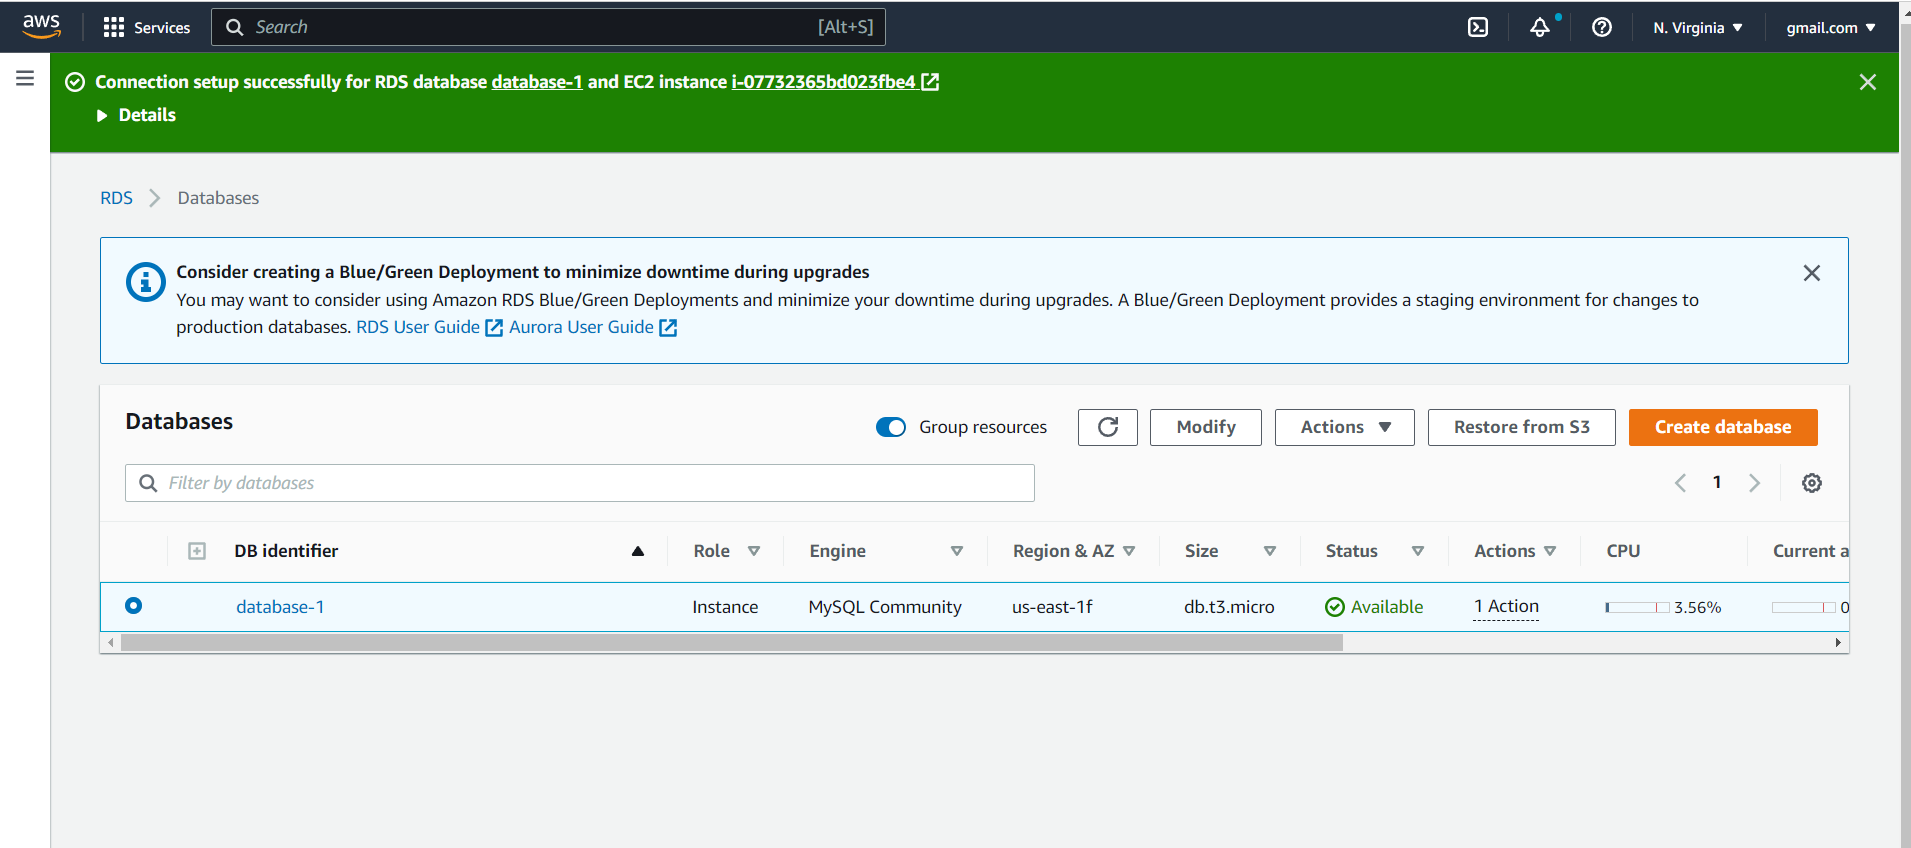 aws Services Search [Alt+S] N. Virginia gmail.com
Connection setup successfully for RDS database database-1 and EC2 instance i-07732365bd023fbe4
Details
RDS Databases
Consider creating a Blue/Green Deployment to minimize downtime during upgrades
You may want to consider using Amazon RDS Blue/Green Deployments and minimize your downtime during upgrades. A Blue/Green Deployment provides a staging environment for changes to
production databases. RDS User Guide Aurora User Guide
Databases Group resources Modify Actions Restore from S3 Create database
Filter by databases 1
DB identifier Role Engine Region & AZ Size Status Actions CPU Current a
database-1 Instance MySQL Community us-east-1f db.t3.micro Available 1 Action 3.56% 0